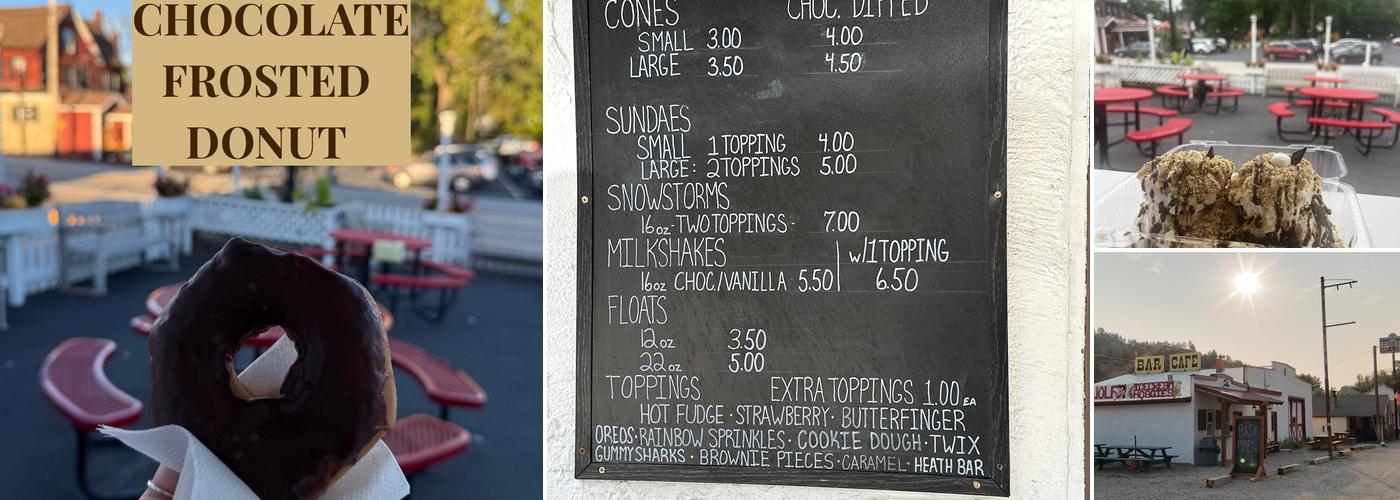 CHOCOLATE
FROSTED
DONUT
CONES CHOC. DIPPED
SMALL 3.00 4.00
LARGE 3.50 4.50
SUNDAES
SMALL 1 TOPPING 4.00
LARGE: 2 TOPPINGS 5.00
SNOWSTORMS
16oz-TWO TOPPINGS- 7.00
MILKSHAKES w/1 TOPPING
16oz CHOC/VANILLA 5.50 6.50
FLOATS
12oz 3.50
22oz 5.00
TOPPINGS EXTRA TOPPINGS 1.00 EA
HOT FUDGE · STRAWBERRY · BUTTERFINGER
OREOS · RAINBOW SPRINKLES · COOKIE DOUGH · TWIX
GUMMY SHARKS · BROWNIE PIECES · CARAMEL · HEATH BAR
BAR CAFE
ICE CREAM